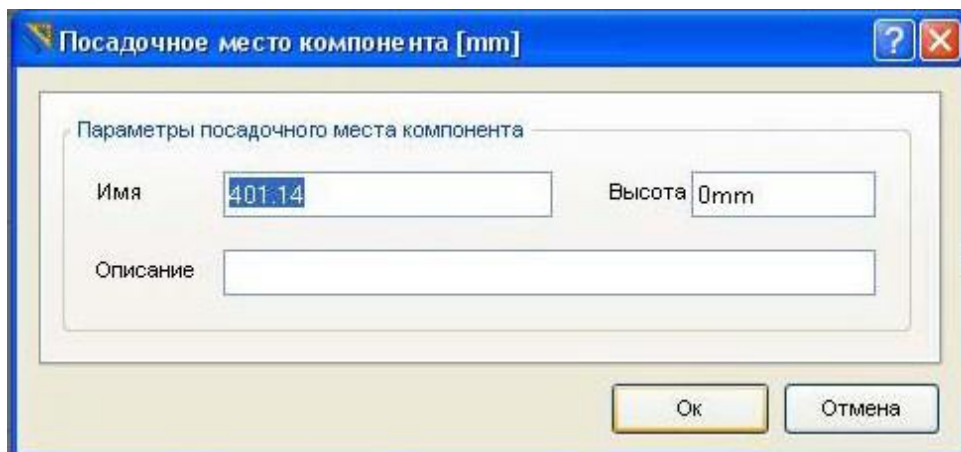 Посадочное место компонента [mm]
Параметры посадочного места компонента
Имя 401.14 Высота 0mm
Описание
Ок Отмена